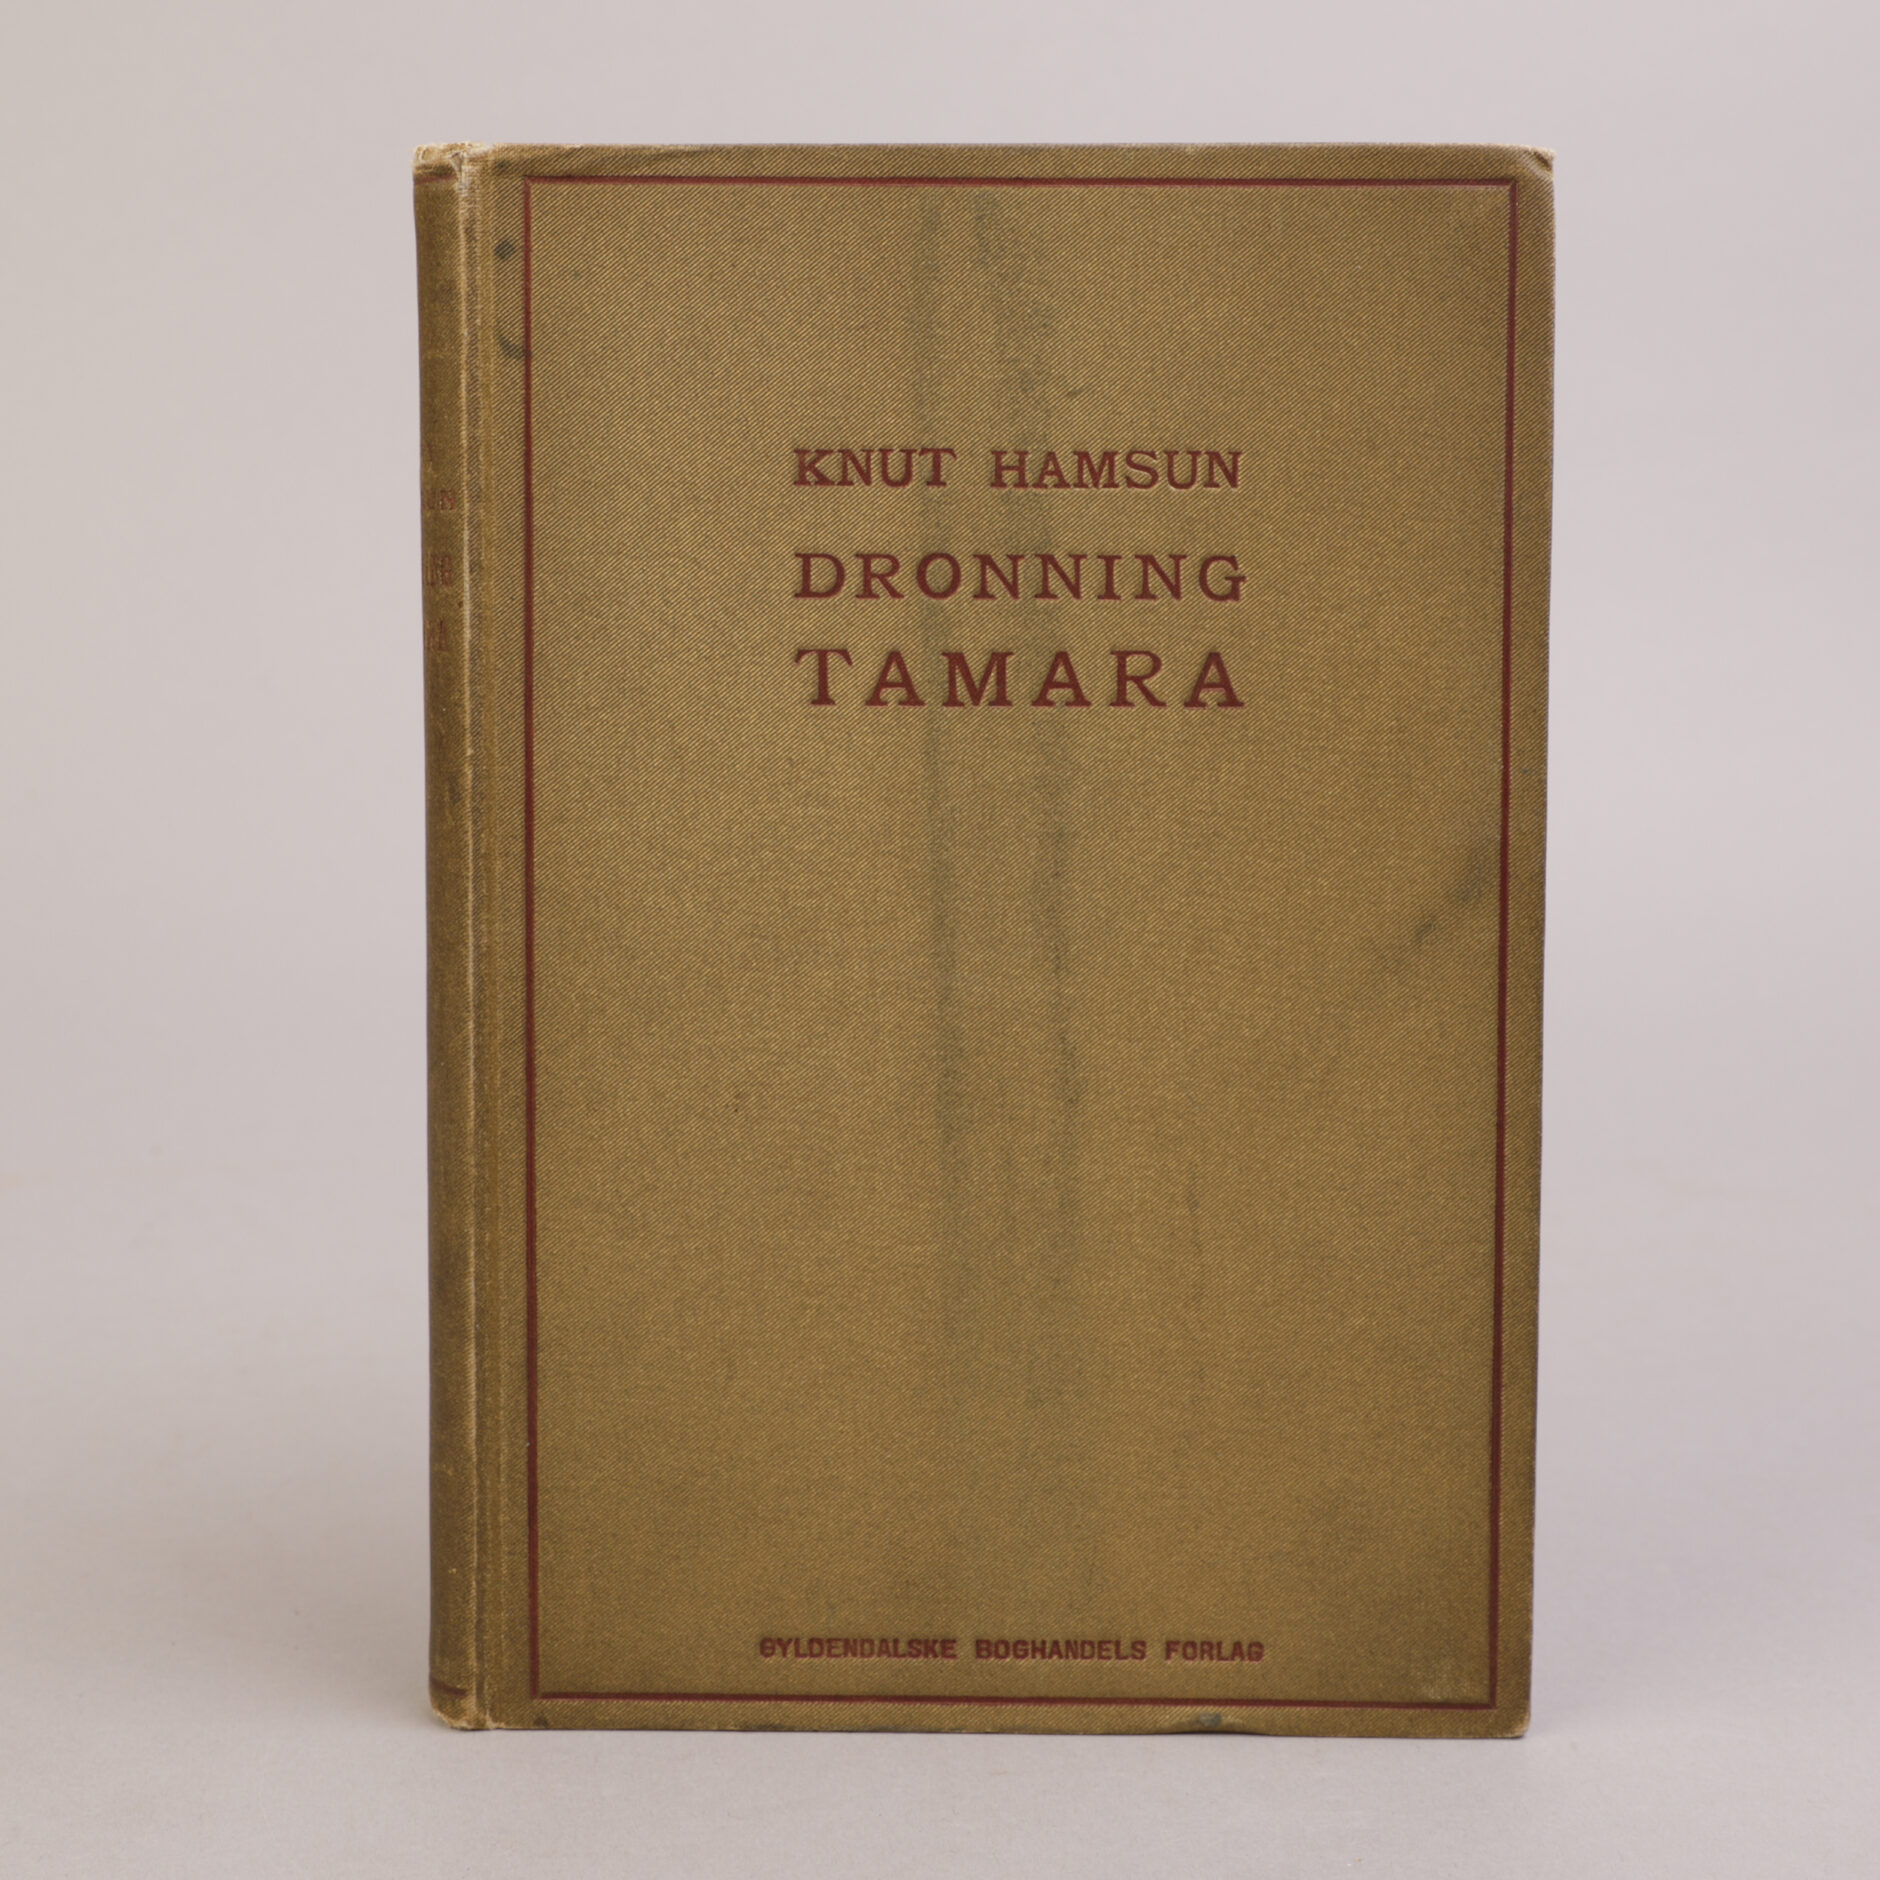 KNUT HAMSUN
DRONNING
TAMARA
GYLDENDALSKE BOGHANDELS FORLAG